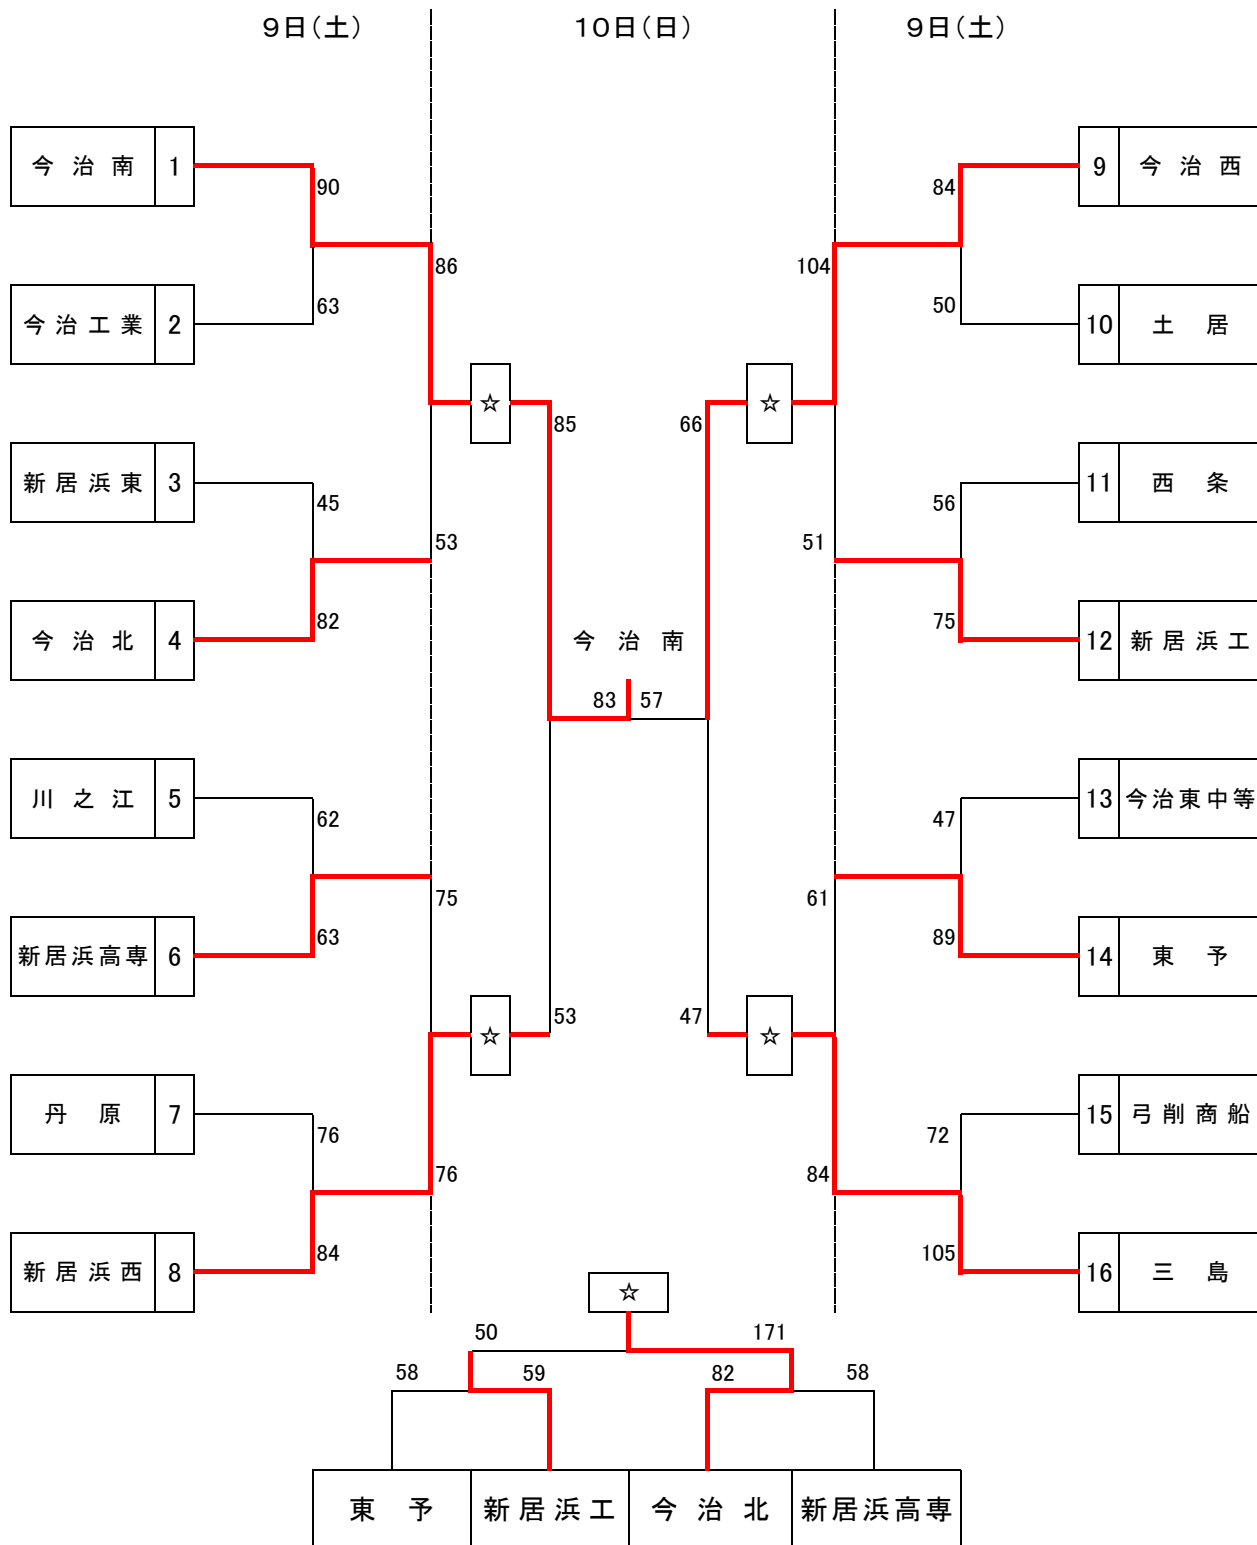 9日(土) 10日(日) 9日(土)
今治南 1 9 今治西
90 84
86 104
63 50
今治工業 2 10 土居
☆ ☆
85 66
新居浜東 3 11 西条
45 56
53 51
82 75
今治北 4 今治南 12 新居浜工
83 57
川之江 5 13 今治東中等
62 47
75 61
63 89
新居浜高専 6 14 東予
53 47
☆ ☆
丹原 7 15 弓削商船
76 72
76 84
84 105
新居浜西 8 16 三島
☆
50 171
58 59 82 58
東予 新居浜工 今治北 新居浜高専